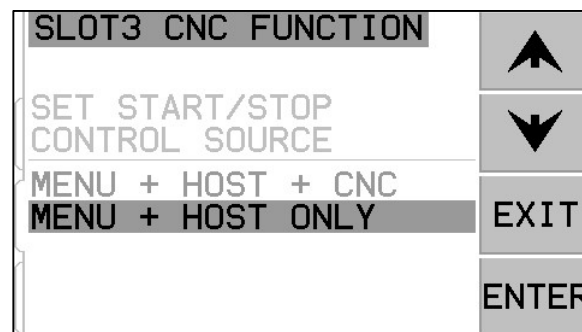 SLOT3 CNC FUNCTION
SET START/STOP
CONTROL SOURCE
MENU + HOST + CNC
MENU + HOST ONLY
EXIT
ENTER